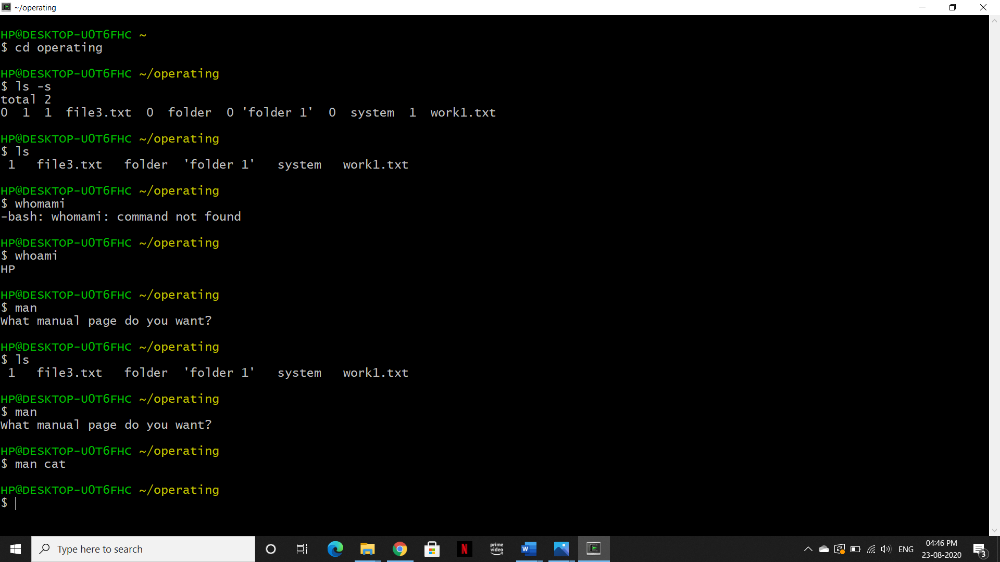 ~/operating
HP@DESKTOP-U0T6FHC ~
$ cd operating
HP@DESKTOP-U0T6FHC ~/operating
$ ls -s
total 2
0  1  1  file3.txt  0  folder  0 'folder 1'  0  system  1  work1.txt
HP@DESKTOP-U0T6FHC ~/operating
$ ls
 1   file3.txt   folder  'folder 1'   system   work1.txt
HP@DESKTOP-U0T6FHC ~/operating
$ whomami
-bash: whomami: command not found
HP@DESKTOP-U0T6FHC ~/operating
$ whoami
HP
HP@DESKTOP-U0T6FHC ~/operating
$ man
What manual page do you want?
HP@DESKTOP-U0T6FHC ~/operating
$ ls
 1   file3.txt   folder  'folder 1'   system   work1.txt
HP@DESKTOP-U0T6FHC ~/operating
$ man
What manual page do you want?
HP@DESKTOP-U0T6FHC ~/operating
$ man cat
HP@DESKTOP-U0T6FHC ~/operating
$
Type here to search
N
prime video
W
ENG
04:46 PM
23-08-2020
3